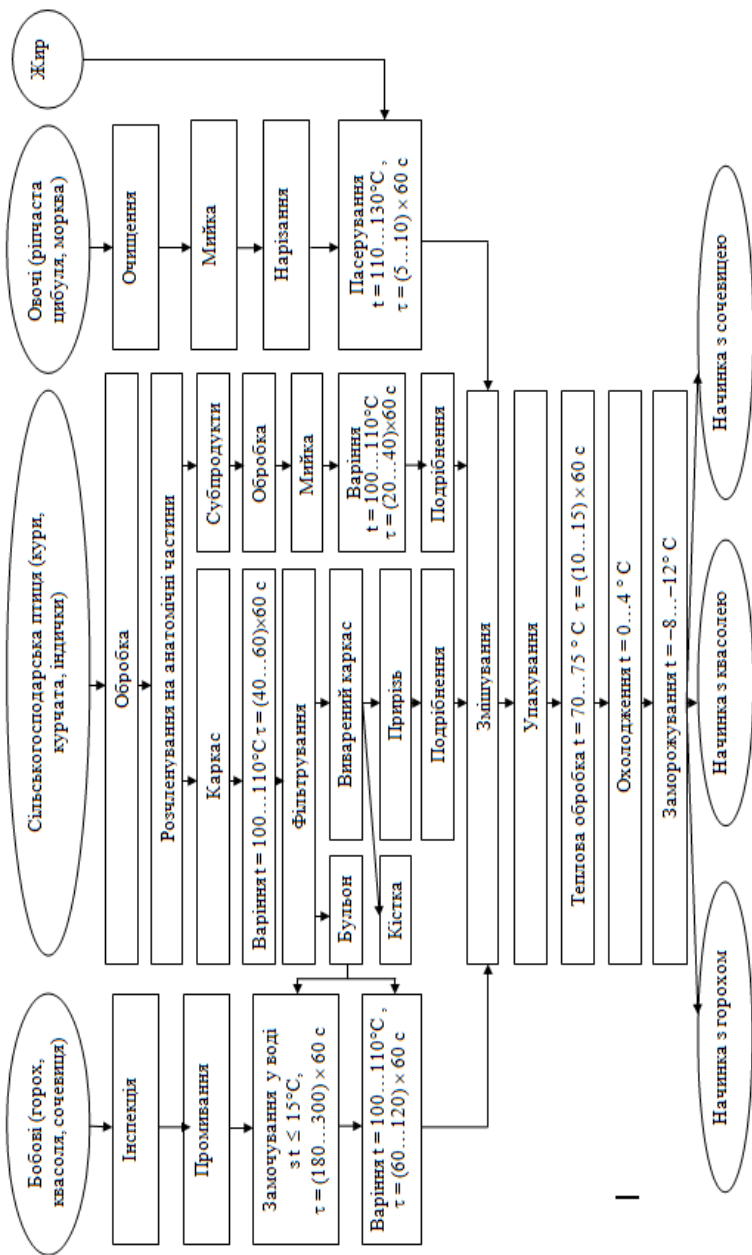 Бобові (горох,
квасоля, сочевиця)
Інспекція
Промивання
Замочування у воді
з t ≤ 15°C,
τ = (180…300) × 60 с
Варіння t = 100…110°C ,
τ = (60…120) × 60 с
Сільськогосподарська птиця (кури,
курчата, індички)
Обробка
Розчленування на анатомічні частини
Каркас
Варіння t = 100…110°C τ = (40…60)×60 с
Фільтрування
Бульон
Виварений каркас
Кістка
Прирізь
Подрібнення
Субпродукти
Обробка
Мийка
Варіння
t = 100…110°C
τ = (20…40)×60 с
Подрібнення
Овочі (ріпчаста
цибуля, морква)
Очищення
Мийка
Нарізання
Пасерування
t = 110…130°C ,
τ = (5…10) × 60 с
Жир
Змішування
Упакування
Теплова обробка t = 70…75 ° C τ = (10…15) × 60 с
Охолодження t = 0…4 ° C
Заморожування t = −8…−12° C
Начинка з горохом
Начинка з квасолею
Начинка з сочевицею